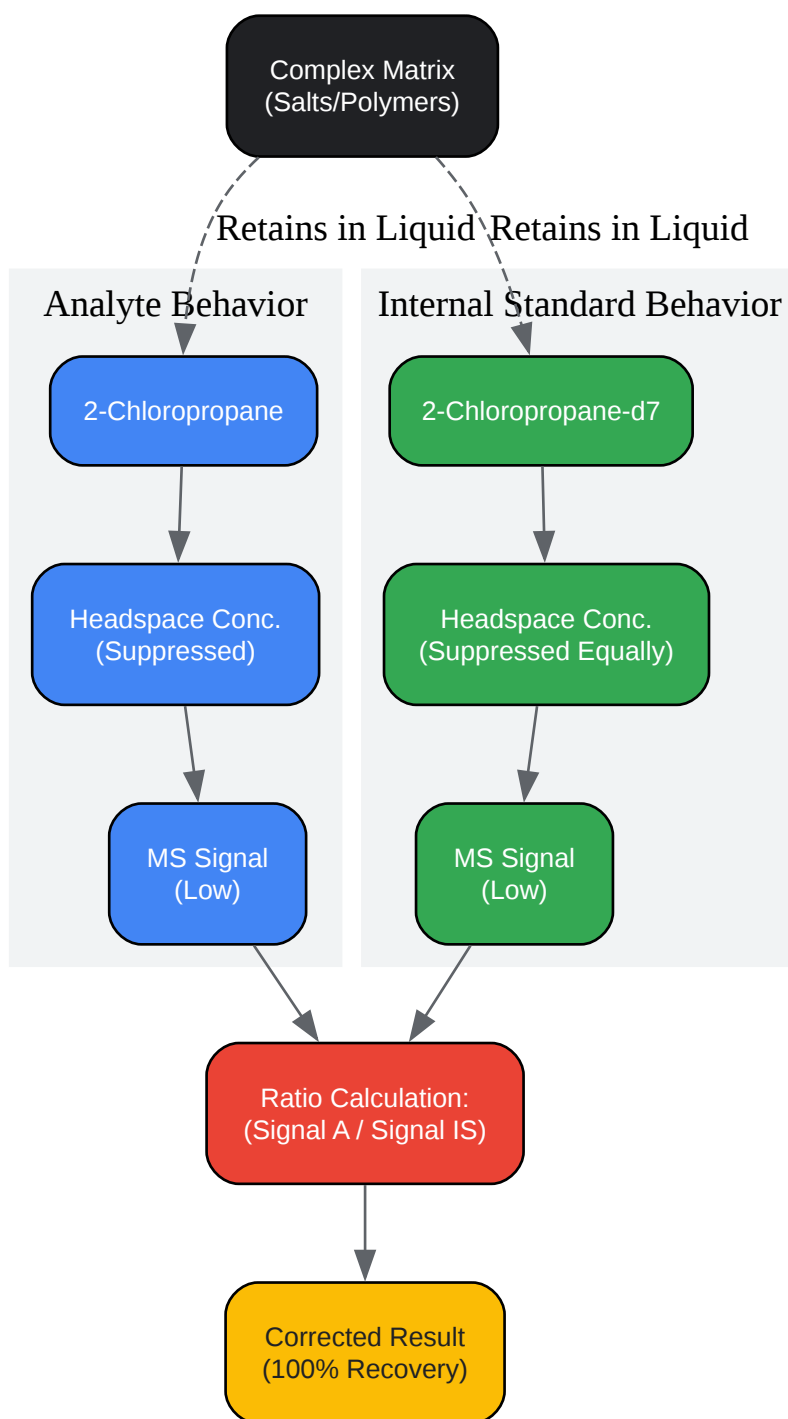 Complex Matrix
(Salts/Polymers)
Retains in Liquid
Retains in Liquid
Analyte Behavior
Internal Standard Behavior
2-Chloropropane
2-Chloropropane-d7
Headspace Conc.
(Suppressed)
Headspace Conc.
(Suppressed Equally)
MS Signal
(Low)
MS Signal
(Low)
Ratio Calculation:
(Signal A / Signal IS)
Corrected Result
(100% Recovery)